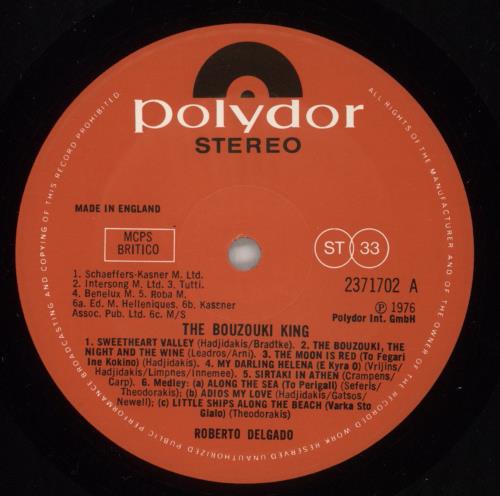 polydor
STEREO
MADE IN ENGLAND
MCPS
BRITICO
ST 33
1. Schaeffers-Kasner M. Ltd.
2. Intersong M. Ltd. 3. Tutti.
4. Benelux M. 5. Roba M.
6a. Ed. M. Helleniques. 6b. Kassner
Assoc. Pub. Ltd. 6c. M/S
2371702 A
Ⓟ 1976
Polydor Int. GmbH
THE BOUZOUKI KING
1. SWEETHEART VALLEY (Hadjidakis/Bradtke). 2. THE BOUZOUKI, THE
NIGHT AND THE WINE (Leadros/Arni). 3. THE MOON IS RED (To Fegari
Ine Kokino) (Hadjidakis). 4. MY DARLING HELENA (E Kyra 0) (Vrijins/
Hadjidakis/Limpnes/Innemee). 5. SIRTAKI IN ATHEN (Crampens/
Carp). 6. Medley: (a) ALONG THE SEA (To Perigali) (Seferis/
Theodorakis); (b) ADIOS MY LOVE (Hadjidakis/Gatsos/
Newell); (c) LITTLE SHIPS ALONG THE BEACH (Varka Sto
Gialo) (Theodorakis)
ROBERTO DELGADO
ALL RIGHTS OF THE MANUFACTURER AND OF THE OWNER OF THE RECORDED WORK RESERVED UNAUTHORIZED PUBLIC PERFORMANCE BROADCASTING AND COPYING OF THIS RECORD PROHIBITED